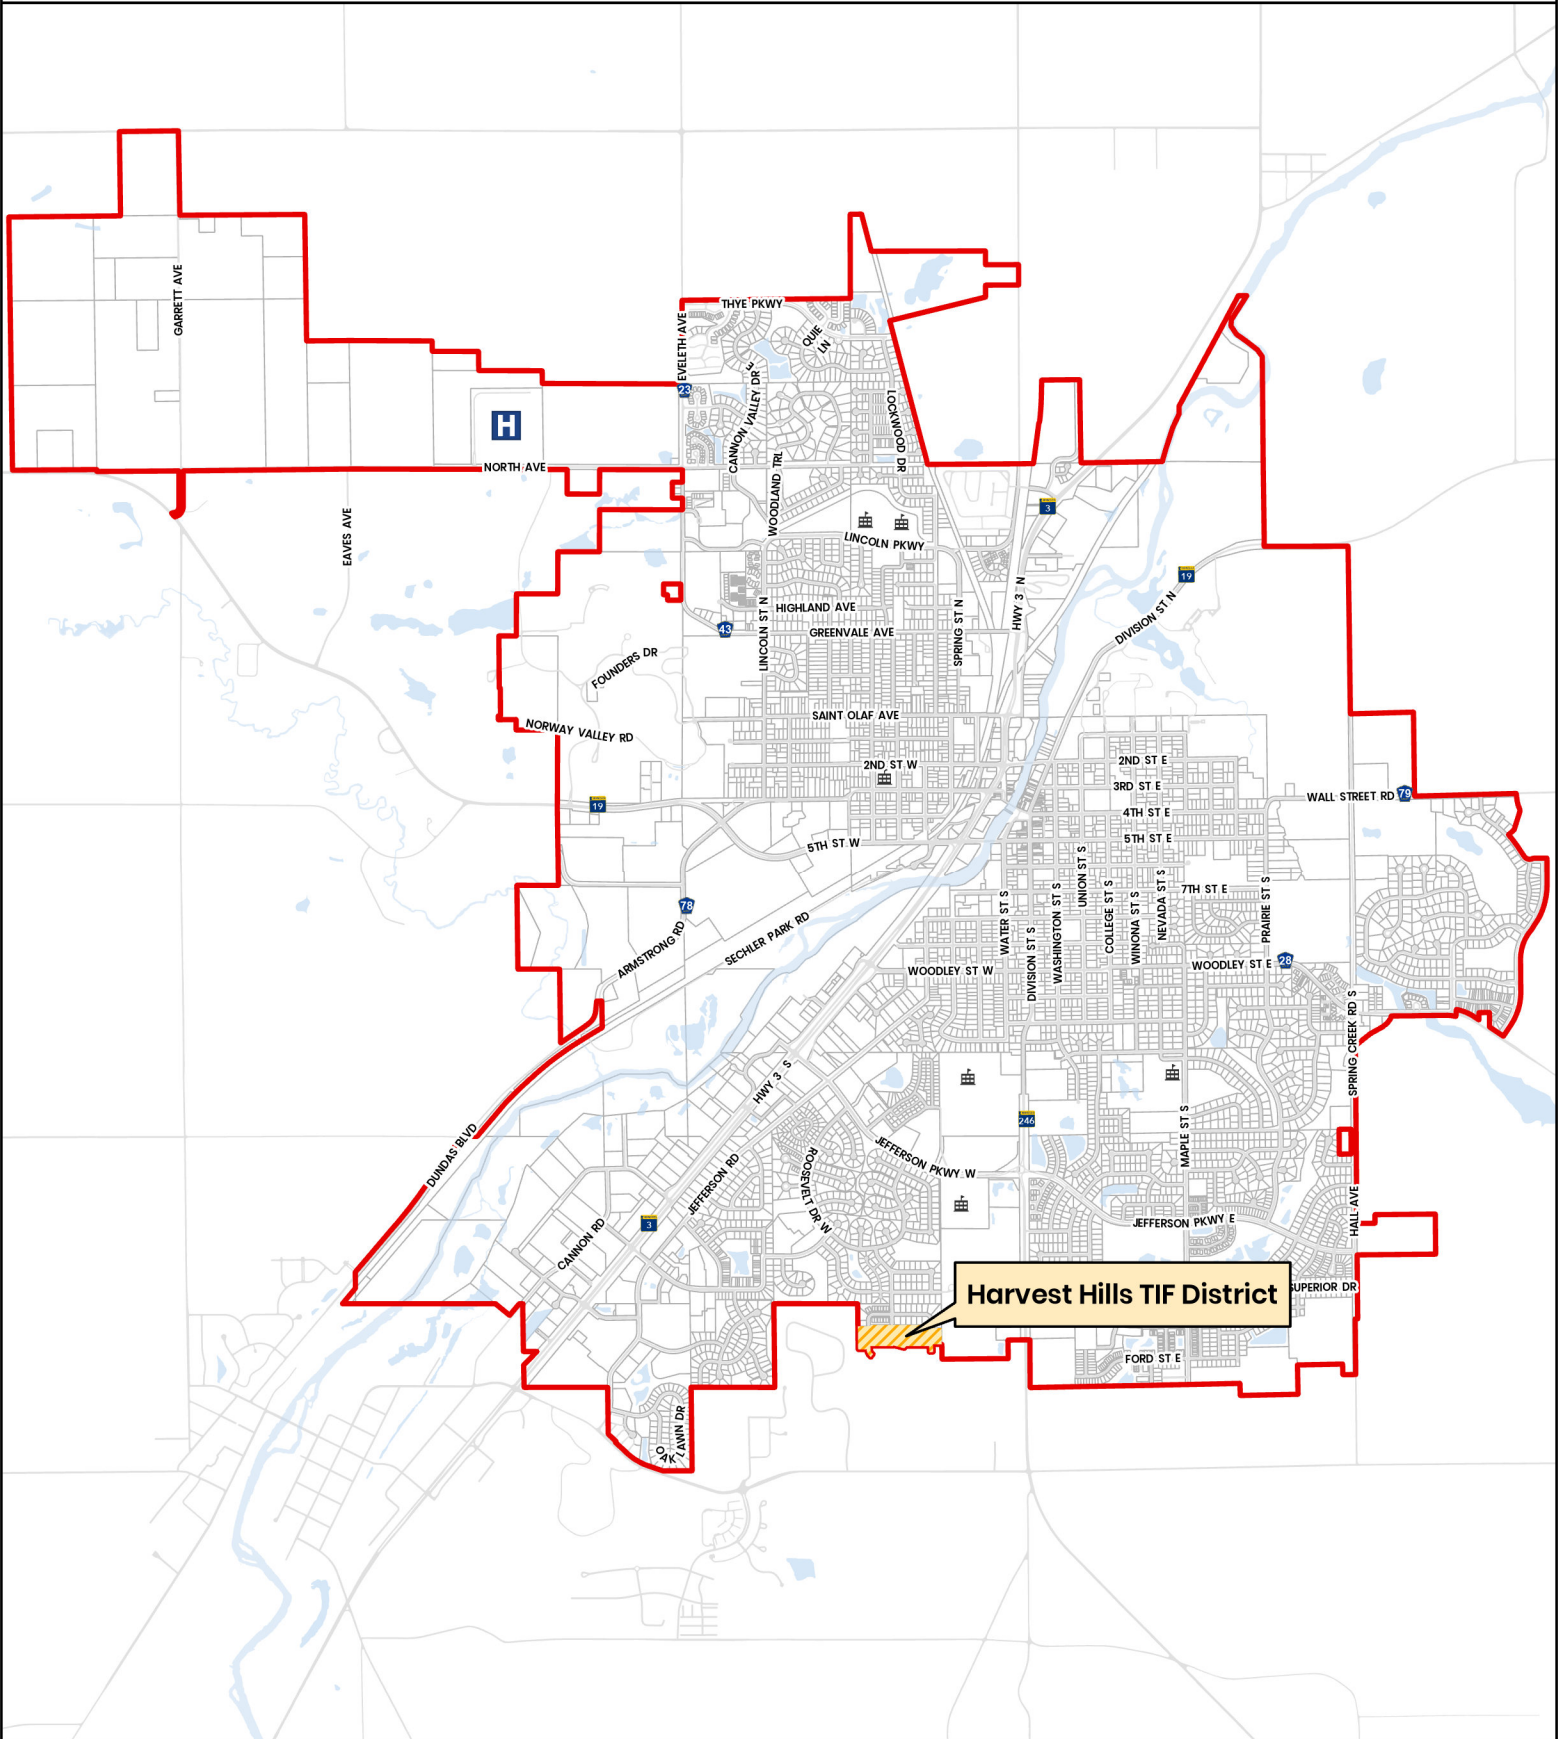 GARRETT AVE
THYE PKWY
EVELETH AVE
QUIE
LN
23
CANNON VALLEY DR
E
LOCKWOOD DR
H
NORTH AVE
WOODLAND TRL
EAVES AVE
3
LINCOLN PKWY
19
HWY 3 N
DIVISION ST N
HIGHLAND AVE
LINCOLN ST N
SPRING ST N
43
GREENVALE AVE
FOUNDERS DR
SAINT OLAF AVE
NORWAY VALLEY RD
2ND ST W
2ND ST E
3RD ST E
WALL STREET RD
79
19
4TH ST E
5TH ST W
5TH ST E
UNION ST S
7TH ST E
78
WATER ST S
WASHINGTON ST S
COLLEGE ST S
WINONA ST S
NEVADA ST S
PRAIRIE ST S
ARMSTRONG RD
SECHLER PARK RD
DIVISION ST S
WOODLEY ST W
WOODLEY ST E
28
SPRING CREEK RD S
HWY 3 S
246
DUNDAS BLVD
JEFFERSON PKWY W
MAPLE ST S
JEFFERSON RD
ROOSEVELT DR W
HALL AVE
3
CANNON RD
JEFFERSON PKWY E
Harvest Hills TIF District
SUPERIOR DR
FORD ST E
OAK
LAWN DR